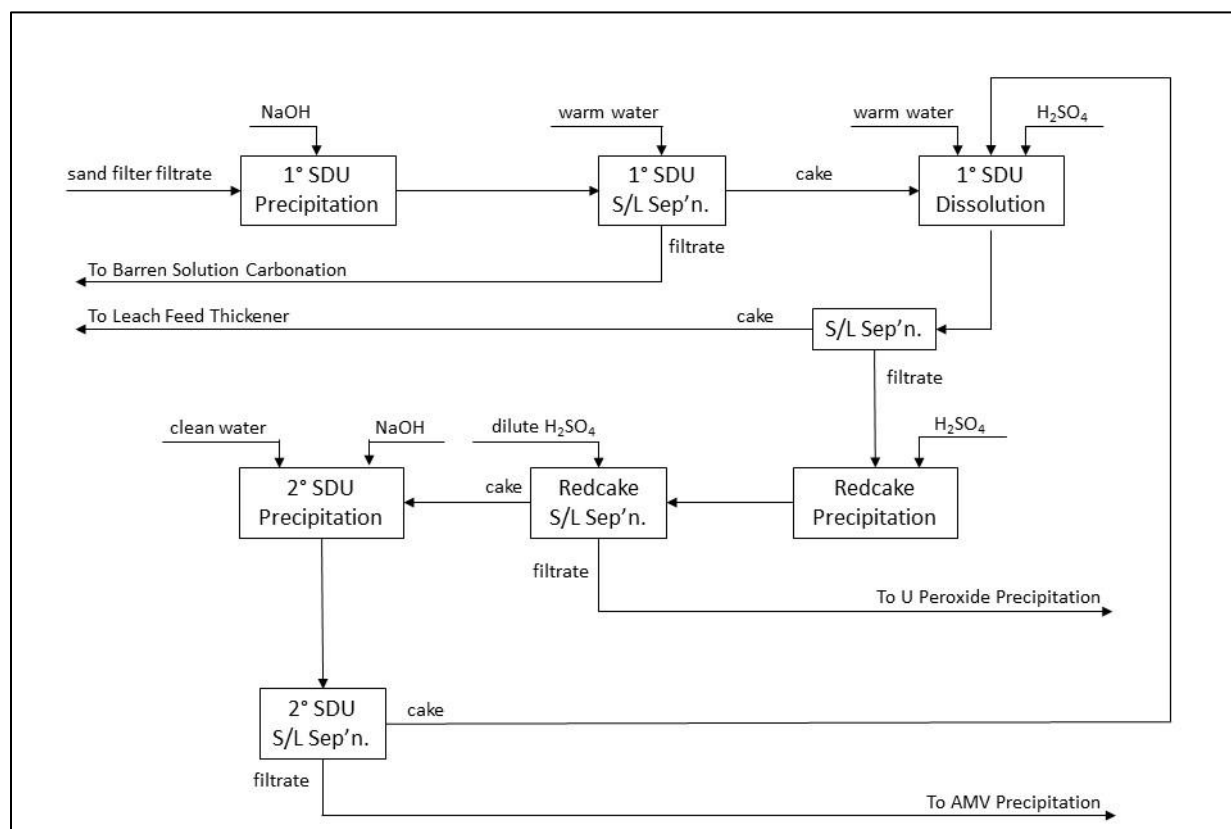 NaOH
warm water
warm water
H₂SO₄
sand filter filtrate
1° SDU
Precipitation
1° SDU
S/L Sep’n.
cake
1° SDU
Dissolution
filtrate
To Barren Solution Carbonation
To Leach Feed Thickener
cake
S/L Sep’n.
filtrate
clean water
NaOH
dilute H₂SO₄
H₂SO₄
2° SDU
Precipitation
cake
Redcake
S/L Sep’n.
Redcake
Precipitation
filtrate
To U Peroxide Precipitation
2° SDU
S/L Sep’n.
cake
filtrate
To AMV Precipitation